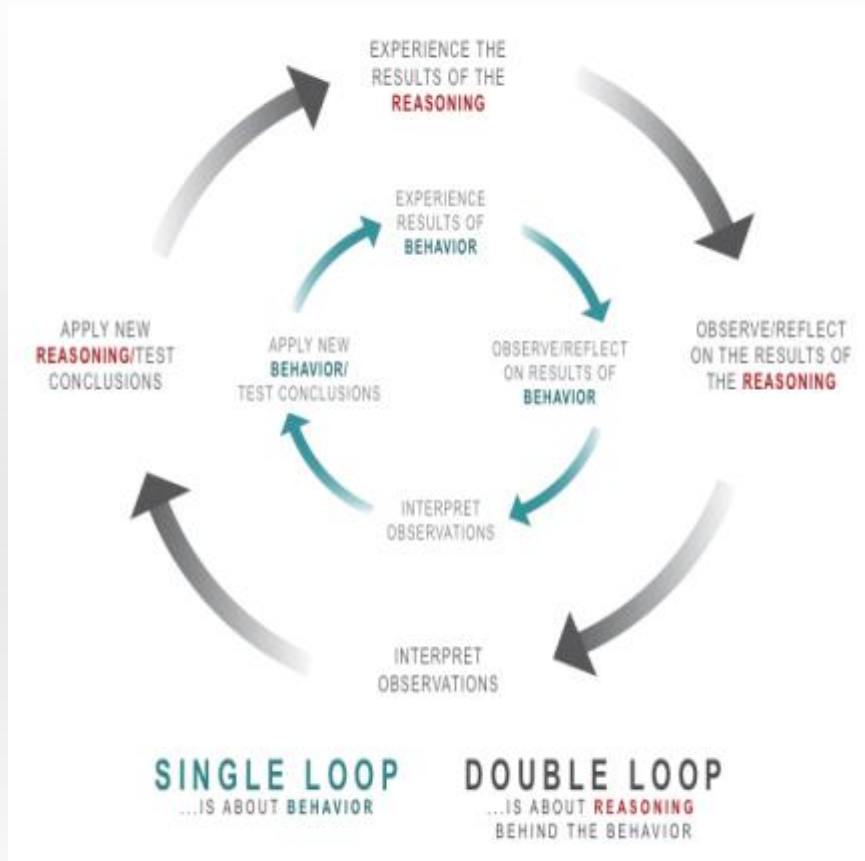 EXPERIENCE THE
RESULTS OF THE
REASONING
EXPERIENCE
RESULTS OF
BEHAVIOR
APPLY NEW
REASONING/TEST
CONCLUSIONS
APPLY NEW
BEHAVIOR/
TEST CONCLUSIONS
OBSERVE/REFLECT
ON RESULTS OF
BEHAVIOR
OBSERVE/REFLECT
ON THE RESULTS OF
THE REASONING
INTERPRET
OBSERVATIONS
INTERPRET
OBSERVATIONS
SINGLE LOOP
...IS ABOUT BEHAVIOR
DOUBLE LOOP
...IS ABOUT REASONING
BEHIND THE BEHAVIOR